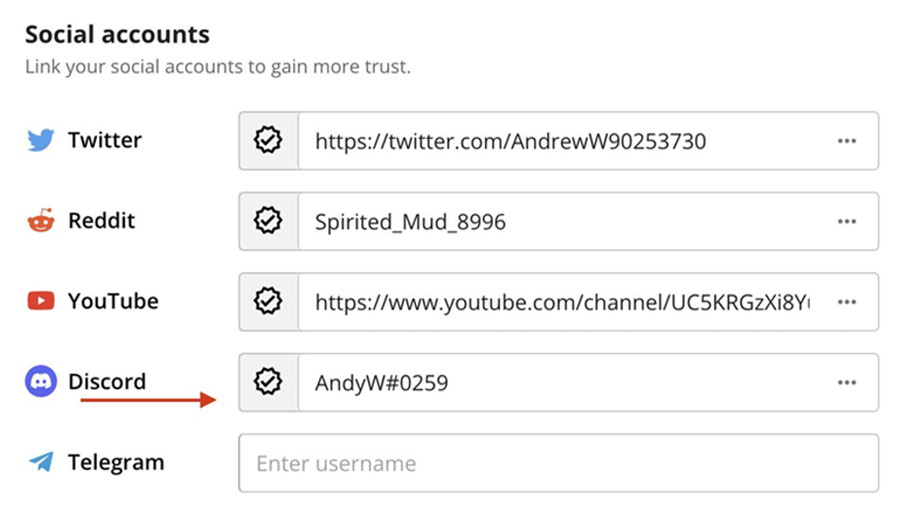 Social accounts
Link your social accounts to gain more trust.
Twitter https://twitter.com/AndrewW90253730
Reddit Spirited_Mud_8996
YouTube https://www.youtube.com/channel/UC5KRGzXi8Y
Discord AndyW#0259
Telegram Enter username